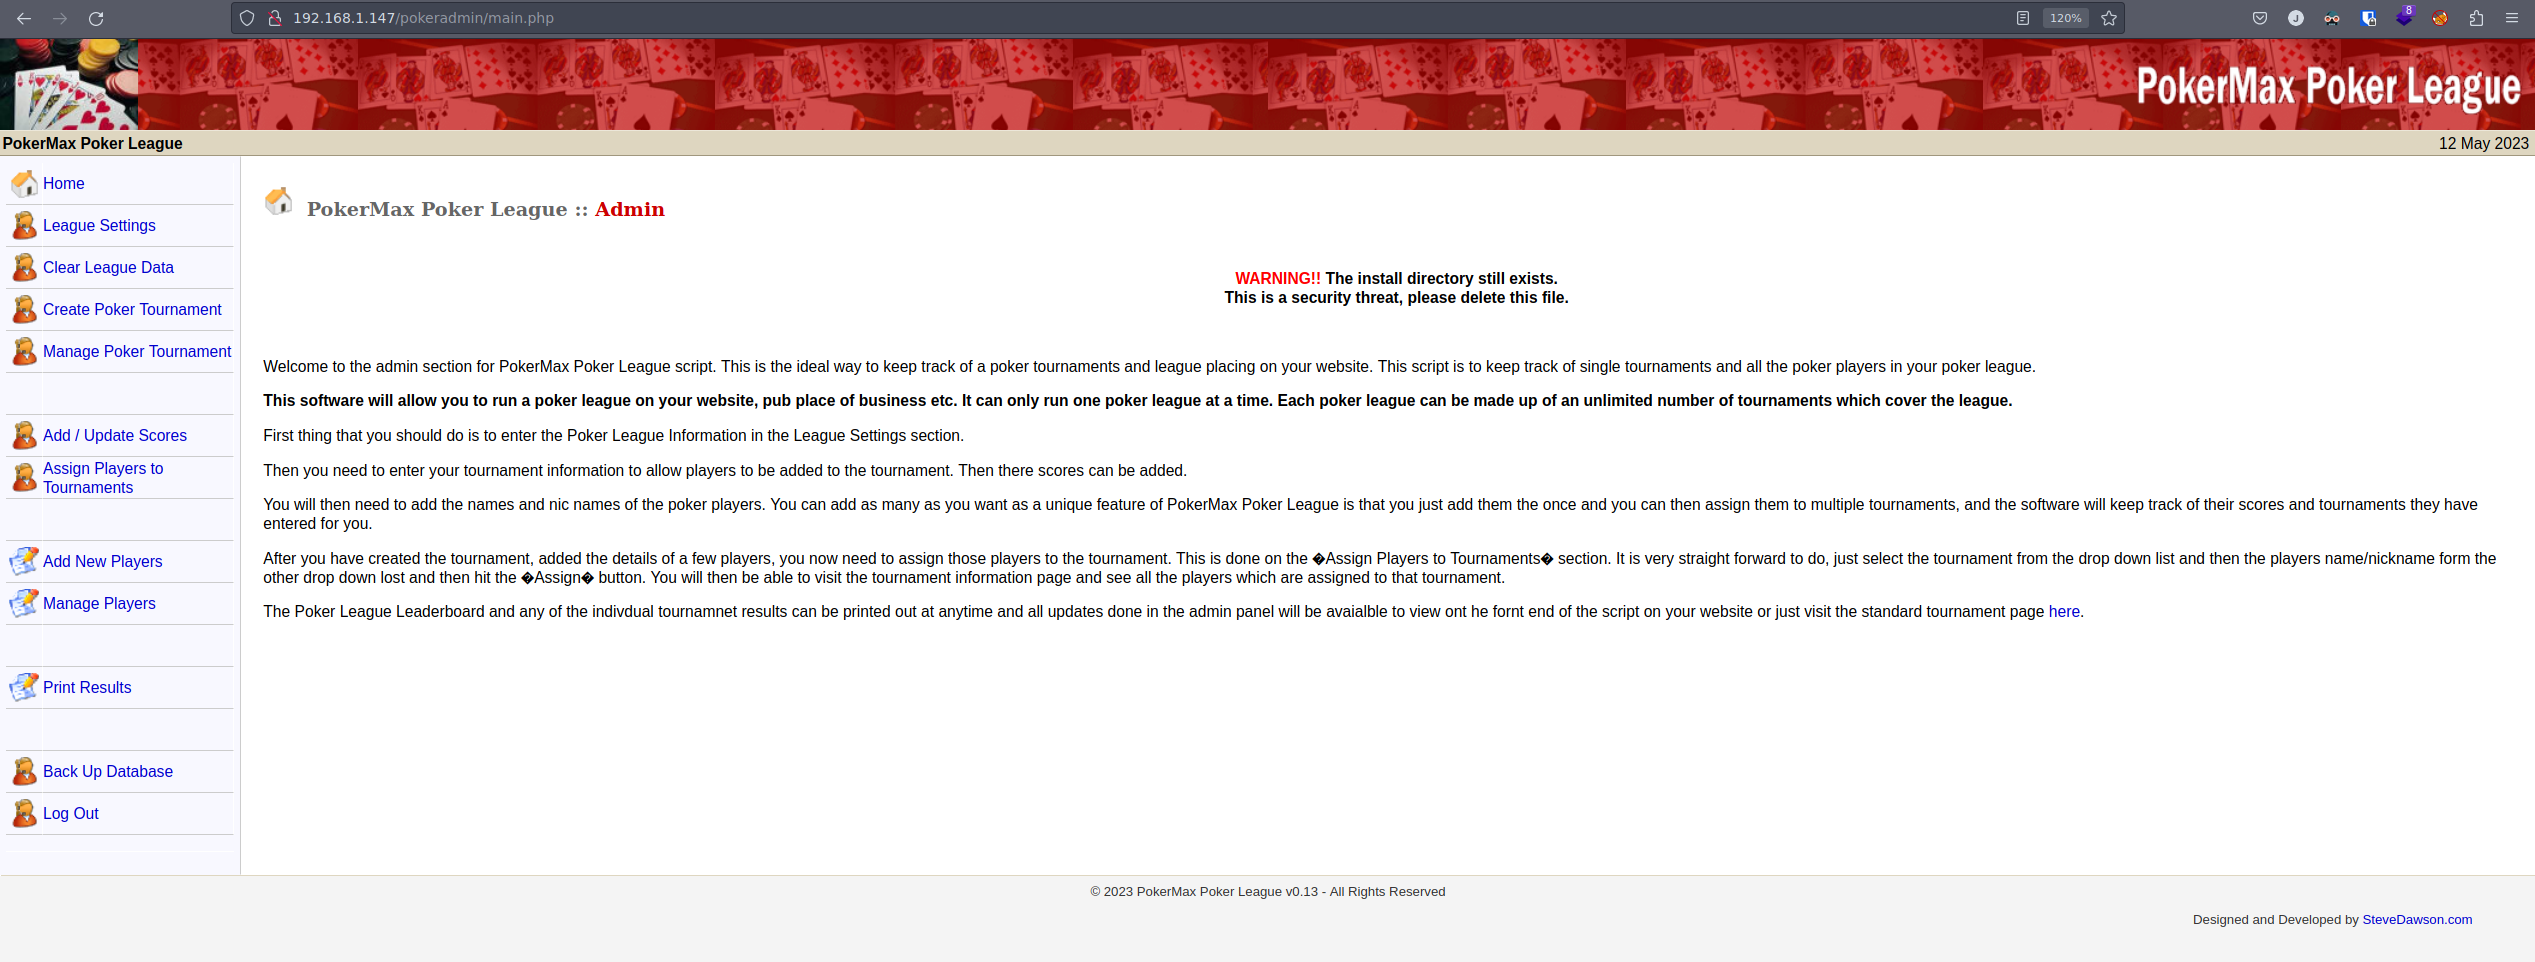 192.168.1.147/pokeradmin/main.php
120%
J
8
PokerMax Poker League
PokerMax Poker League
12 May 2023
Home
League Settings
Clear League Data
Create Poker Tournament
Manage Poker Tournament
Add / Update Scores
Assign Players to
Tournaments
Add New Players
Manage Players
Print Results
Back Up Database
Log Out
PokerMax Poker League :: Admin
WARNING!! The install directory still exists.
This is a security threat, please delete this file.
Welcome to the admin section for PokerMax Poker League script. This is the ideal way to keep track of a poker tournaments and league placing on your website. This script is to keep track of single tournaments and all the poker players in your poker league.
This software will allow you to run a poker league on your website, pub place of business etc. It can only run one poker league at a time. Each poker league can be made up of an unlimited number of tournaments which cover the league.
First thing that you should do is to enter the Poker League Information in the League Settings section.
Then you need to enter your tournament information to allow players to be added to the tournament. Then there scores can be added.
You will then need to add the names and nic names of the poker players. You can add as many as you want as a unique feature of PokerMax Poker League is that you just add them the once and you can then assign them to multiple tournaments, and the software will keep track of their scores and tournaments they have
entered for you.
After you have created the tournament, added the details of a few players, you now need to assign those players to the tournament. This is done on the �Assign Players to Tournaments� section. It is very straight forward to do, just select the tournament from the drop down list and then the players name/nickname form the
other drop down lost and then hit the �Assign� button. You will then be able to visit the tournament information page and see all the players which are assigned to that tournament.
The Poker League Leaderboard and any of the indivdual tournamnet results can be printed out at anytime and all updates done in the admin panel will be avaialble to view ont he fornt end of the script on your website or just visit the standard tournament page here.
© 2023 PokerMax Poker League v0.13 - All Rights Reserved
Designed and Developed by SteveDawson.com